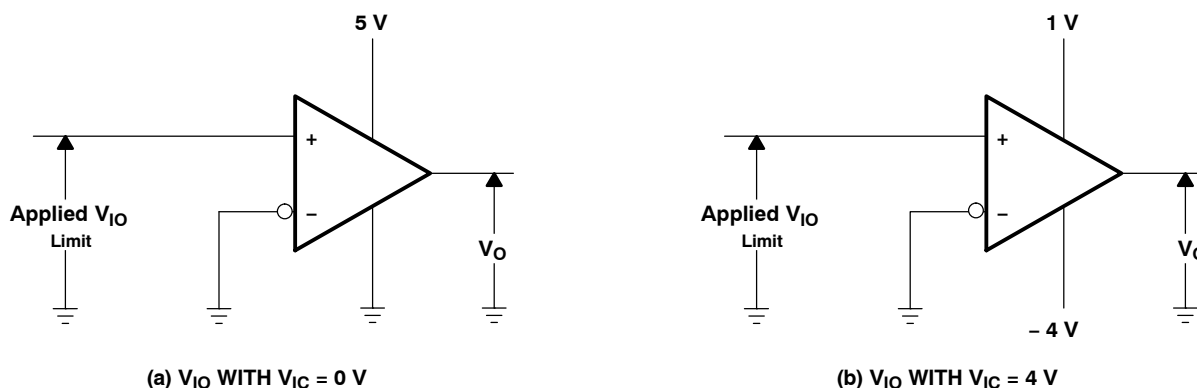 5 V
+
−
Applied VIO
Limit
VO
(a) VIO WITH VIC = 0 V
1 V
+
−
Applied VIO
Limit
− 4 V
(b) VIO WITH VIC = 4 V